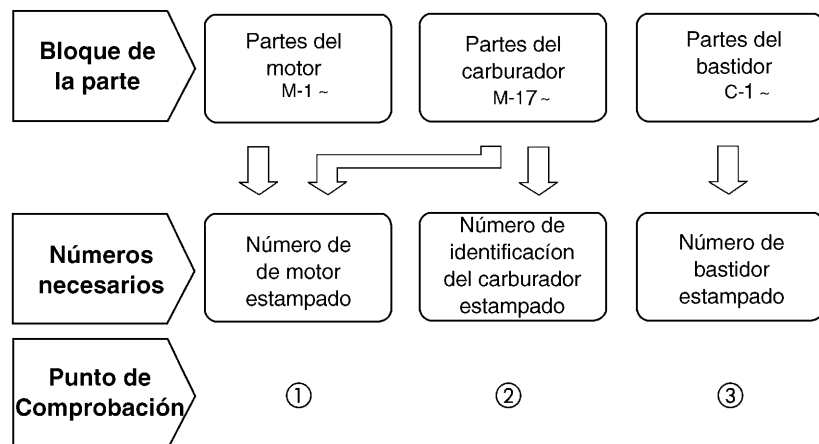 Bloque de
la parte
Partes del
motor
M-1 ~
Partes del
carburador
M-17~
Partes del
bastidor
C-1 ~
Números
necesarios
Número de
de motor
estampado
Número de
identificacíon
del carburador
estampado
Número de
bastidor
estampado
Punto de
Comprobación
①
②
③